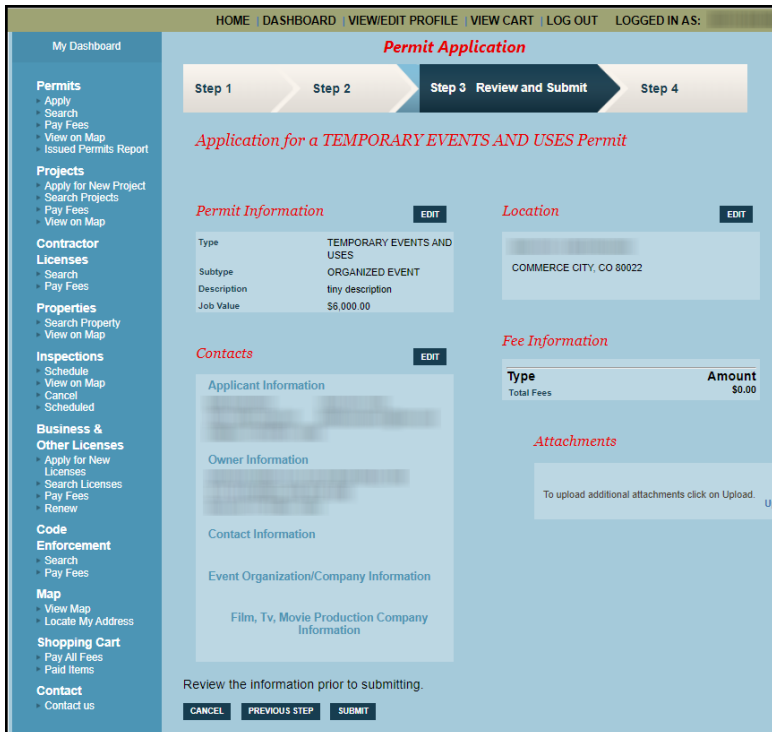 HOME | DASHBOARD | VIEW/EDIT PROFILE | VIEW CART | LOG OUT LOGGED IN AS:
My Dashboard
Permits
Apply
Search
Pay Fees
View on Map
Issued Permits Report
Projects
Apply for New Project
Search Projects
Pay Fees
View on Map
Contractor
Licenses
Search
Pay Fees
Properties
Search Property
View on Map
Inspections
Schedule
View on Map
Cancel
Scheduled
Business &
Other Licenses
Apply for New
Licenses
Search Licenses
Pay Fees
Renew
Code
Enforcement
Search
Pay Fees
Map
View Map
Locate My Address
Shopping Cart
Pay All Fees
Paid Items
Contact
Contact us
Permit Application
Step 1 Step 2 Step 3 Review and Submit Step 4
Application for a TEMPORARY EVENTS AND USES Permit
Permit Information EDIT
Type TEMPORARY EVENTS AND
USES
Subtype ORGANIZED EVENT
Description tiny description
Job Value $6,000.00
Contacts EDIT
Applicant Information
Owner Information
Contact Information
Event Organization/Company Information
Film, Tv, Movie Production Company
Information
Location EDIT
COMMERCE CITY, CO 80022
Fee Information
Type Amount
Total Fees $0.00
Attachments
To upload additional attachments click on Upload.
Review the information prior to submitting.
CANCEL PREVIOUS STEP SUBMIT